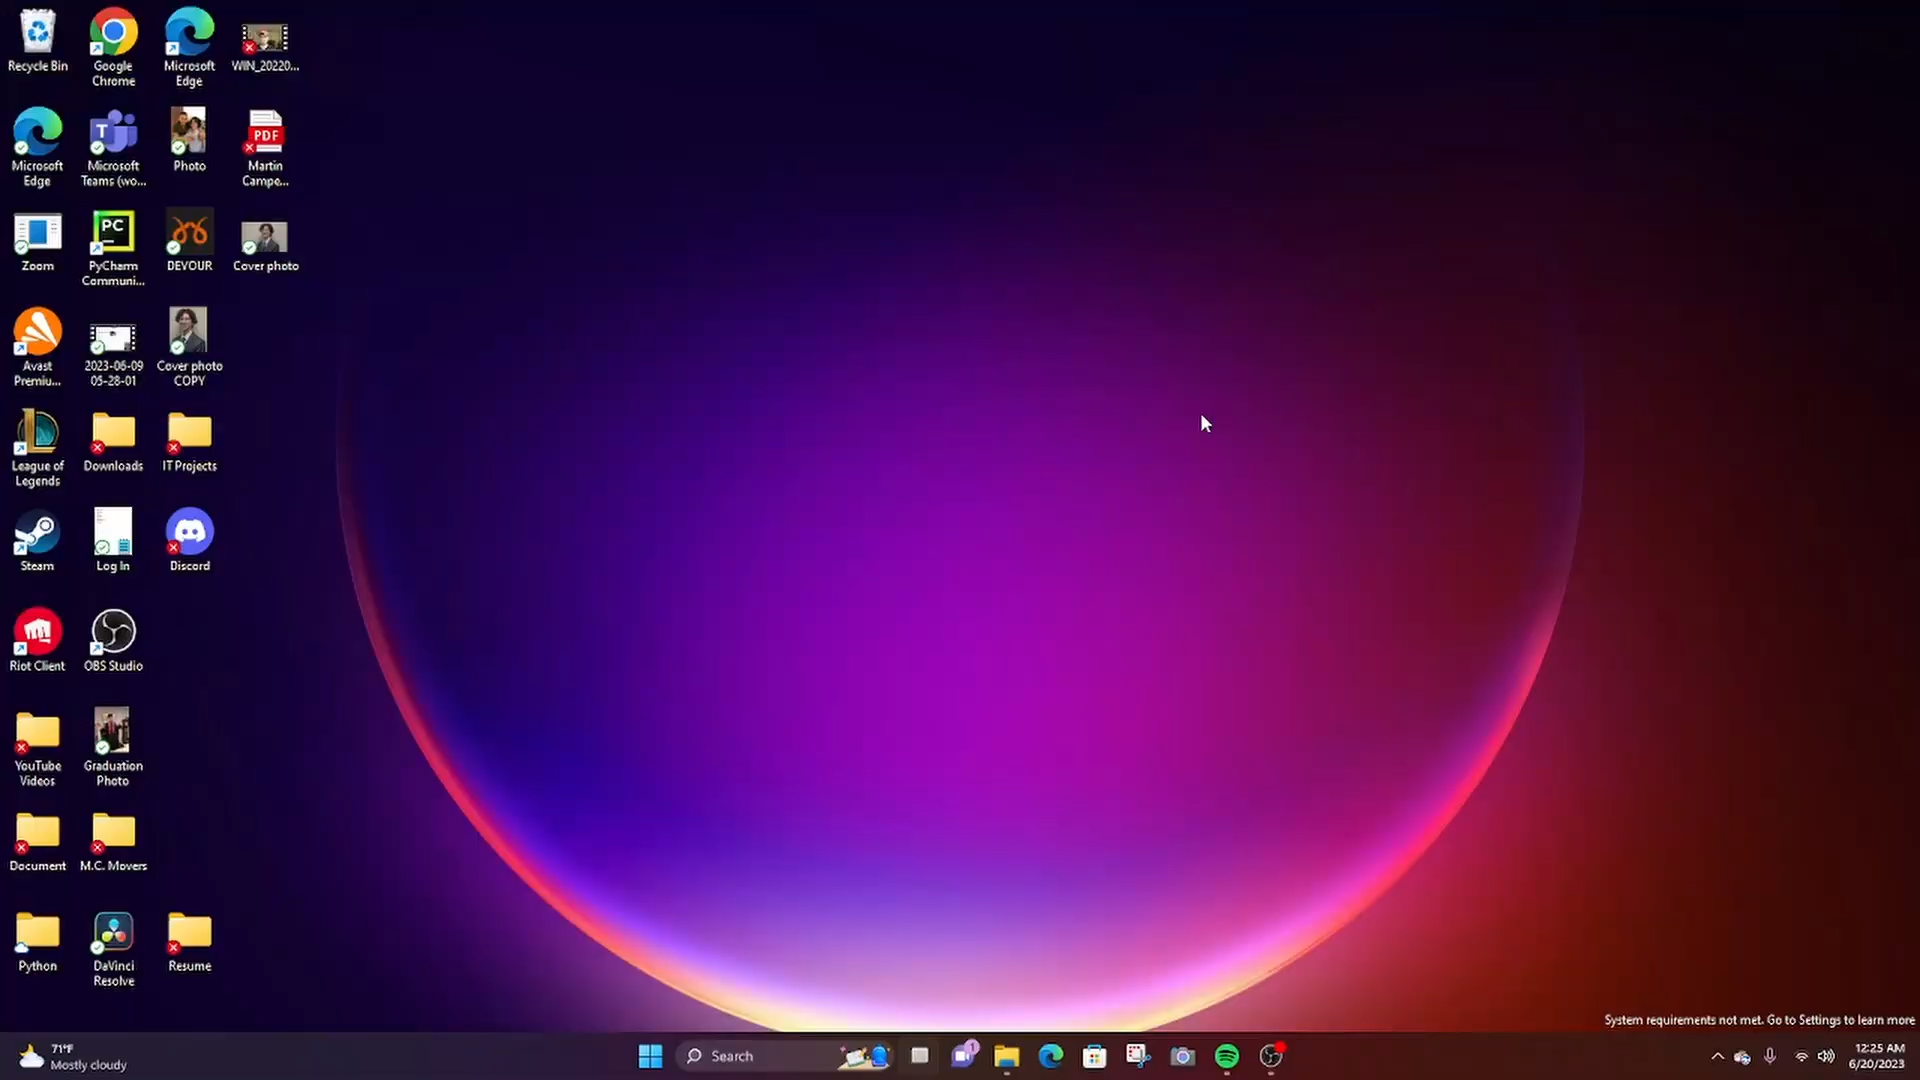 Recycle Bin
Google
Chrome
Microsoft
Edge
WIN_20220...
Microsoft
Edge
Microsoft
Teams (wo...
Photo
PDF
Martin
Campe...
Zoom
PC
PyCharm
Communi...
DEVOUR
Cover photo
Avast
Premiu...
2023-06-09
05-28-01
Cover photo
COPY
League of
Legends
Downloads
IT Projects
Steam
Log In
Discord
Riot Client
OBS Studio
YouTube
Videos
Graduation
Photo
Document
M.C. Movers
Python
DaVinci
Resolve
Resume
System requirements not met. Go to Settings to learn more
71°F
Mostly cloudy
Search
1
12:25 AM
6/20/2023